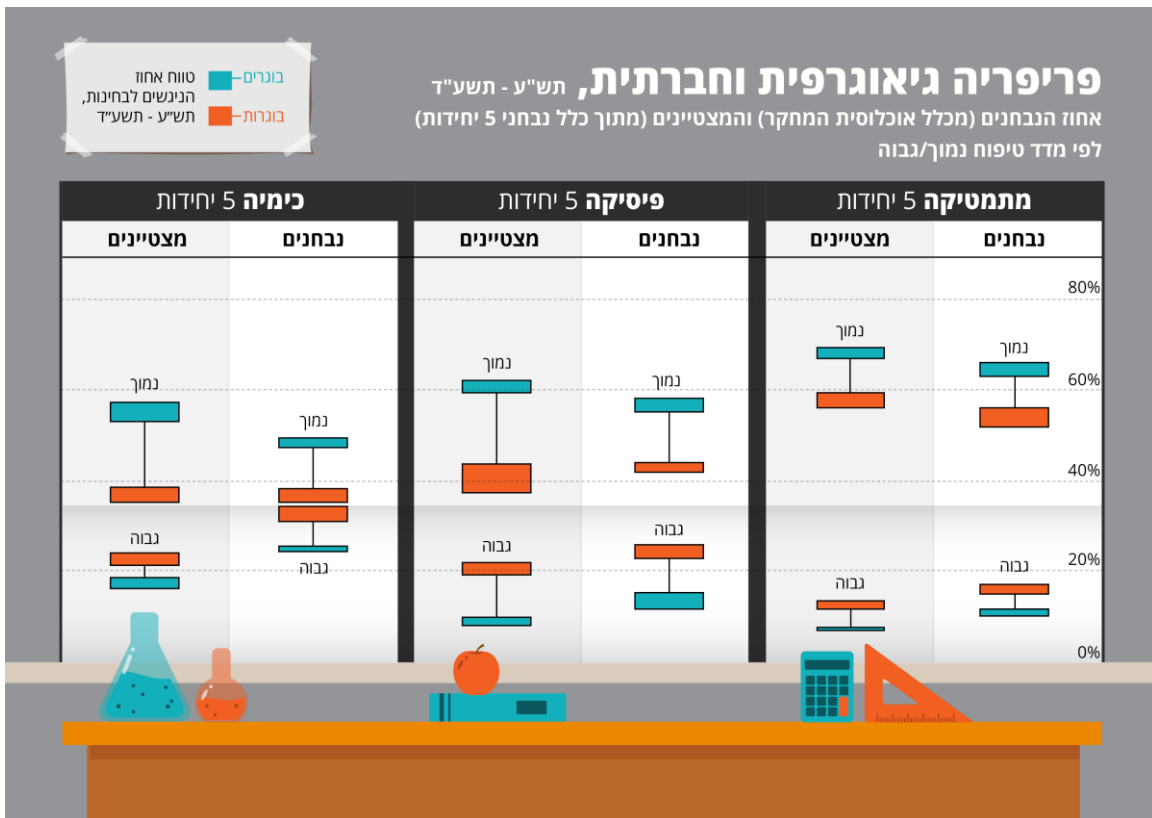 פריפריה גיאוגרפית וחברתית, תש"ע - תשע"ד
אחוז הנבחנים (מכלל אוכלוסית המחקר) והמצטיינים (מתוך כלל נבחני 5 יחידות)
לפי מדד טיפוח נמוך/גבוה
בוגרים
בוגרות
טווח אחוז
הניגשים לבחינות,
תש״ע - תשע״ד
מתמטיקה 5 יחידות
נבחנים
מצטיינים
80%
60%
40%
20%
0%
נמוך
גבוה
נמוך
גבוה
פיסיקה 5 יחידות
נבחנים
מצטיינים
נמוך
גבוה
נמוך
גבוה
כימיה 5 יחידות
נבחנים
מצטיינים
נמוך
גבוה
נמוך
גבוה